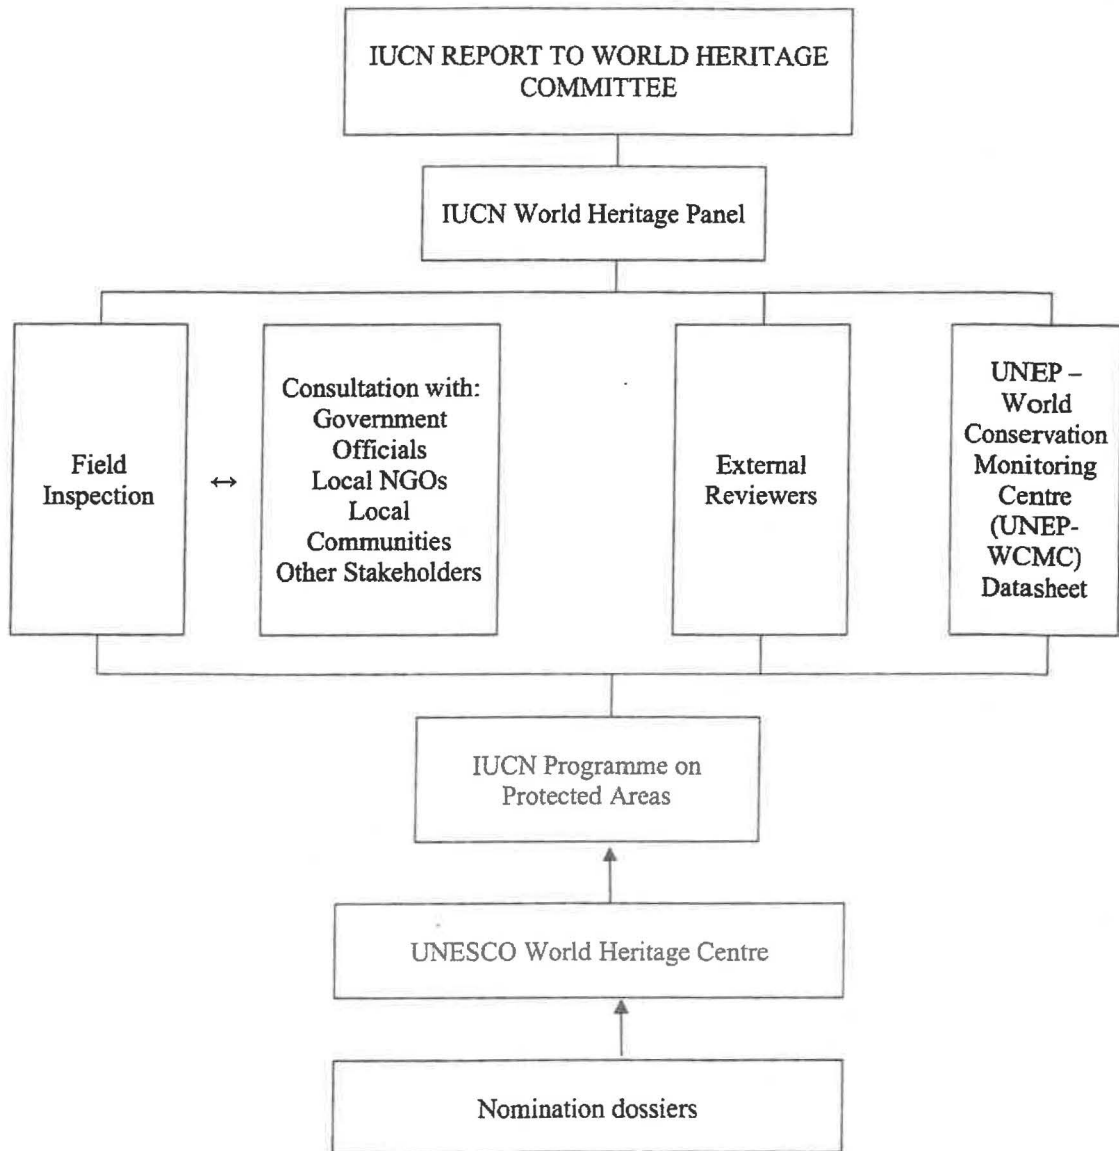 IUCN REPORT TO WORLD HERITAGE
COMMITTEE
IUCN World Heritage Panel
Field
Inspection
↔
Consultation with:
Government
Officials
Local NGOs
Local
Communities
Other Stakeholders
External
Reviewers
UNEP –
World
Conservation
Monitoring
Centre
(UNEP-
WCMC)
Datasheet
IUCN Programme on
Protected Areas
UNESCO World Heritage Centre
Nomination dossiers